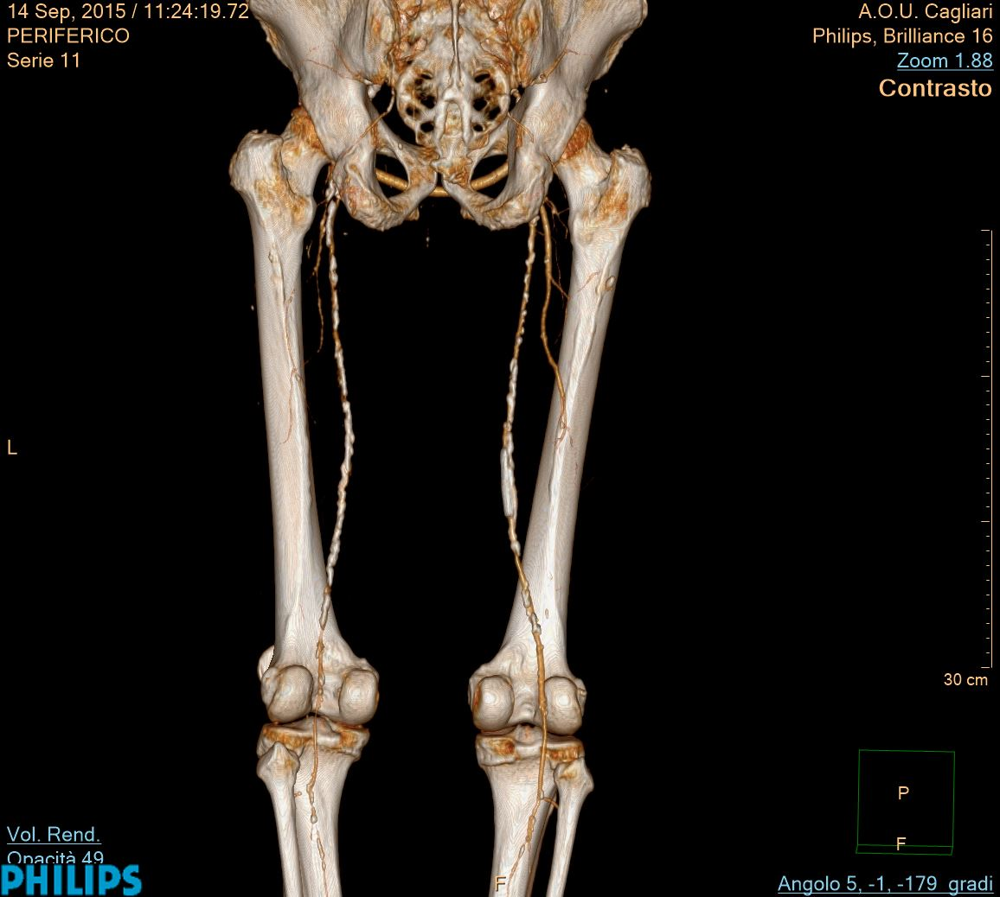 14 Sep, 2015 / 11:24:19.72
PERIFERICO
Serie 11
A.O.U. Cagliari
Philips, Brilliance 16
Zoom 1.88
Contrasto
L
30 cm
P
F
Vol. Rend.
Opacità 49
PHILIPS
F
Angolo 5, -1, -179 gradi